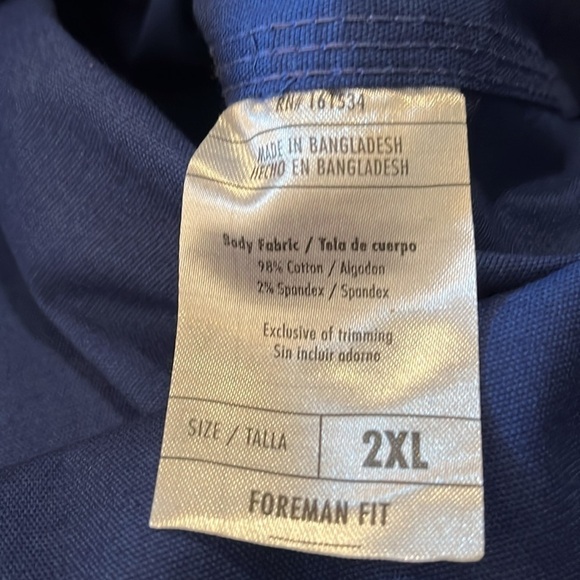 RN# 161534
MADE IN BANGLADESH
HECHO EN BANGLADESH
Body Fabric / Tela de cuerpo
98% Cotton / Algodon
2% Spandex / Spandex
Exclusive of trimming
Sin incluir adorno
SIZE / TALLA
2XL
FOREMAN FIT